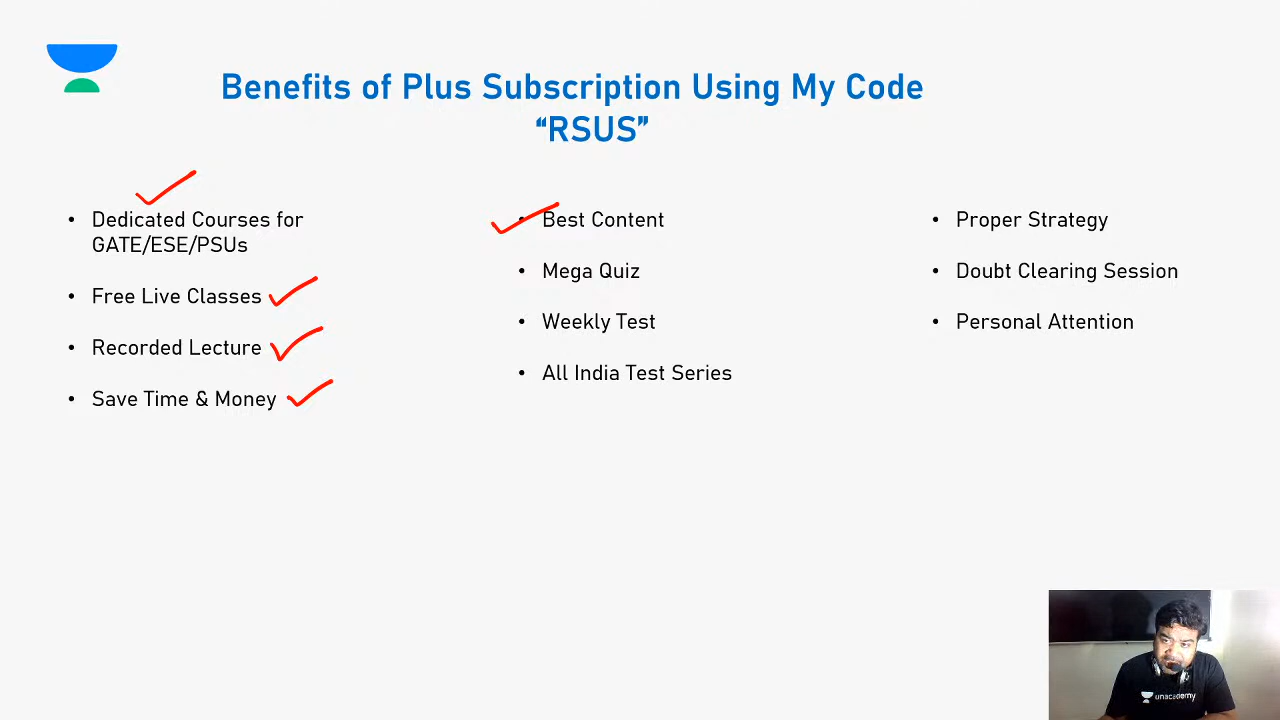 Benefits of Plus Subscription Using My Code
“RSUS”
• Dedicated Courses for
GATE/ESE/PSUs
• Free Live Classes
• Recorded Lecture
• Save Time & Money
• Best Content
• Mega Quiz
• Weekly Test
• All India Test Series
• Proper Strategy
• Doubt Clearing Session
• Personal Attention
unacademy